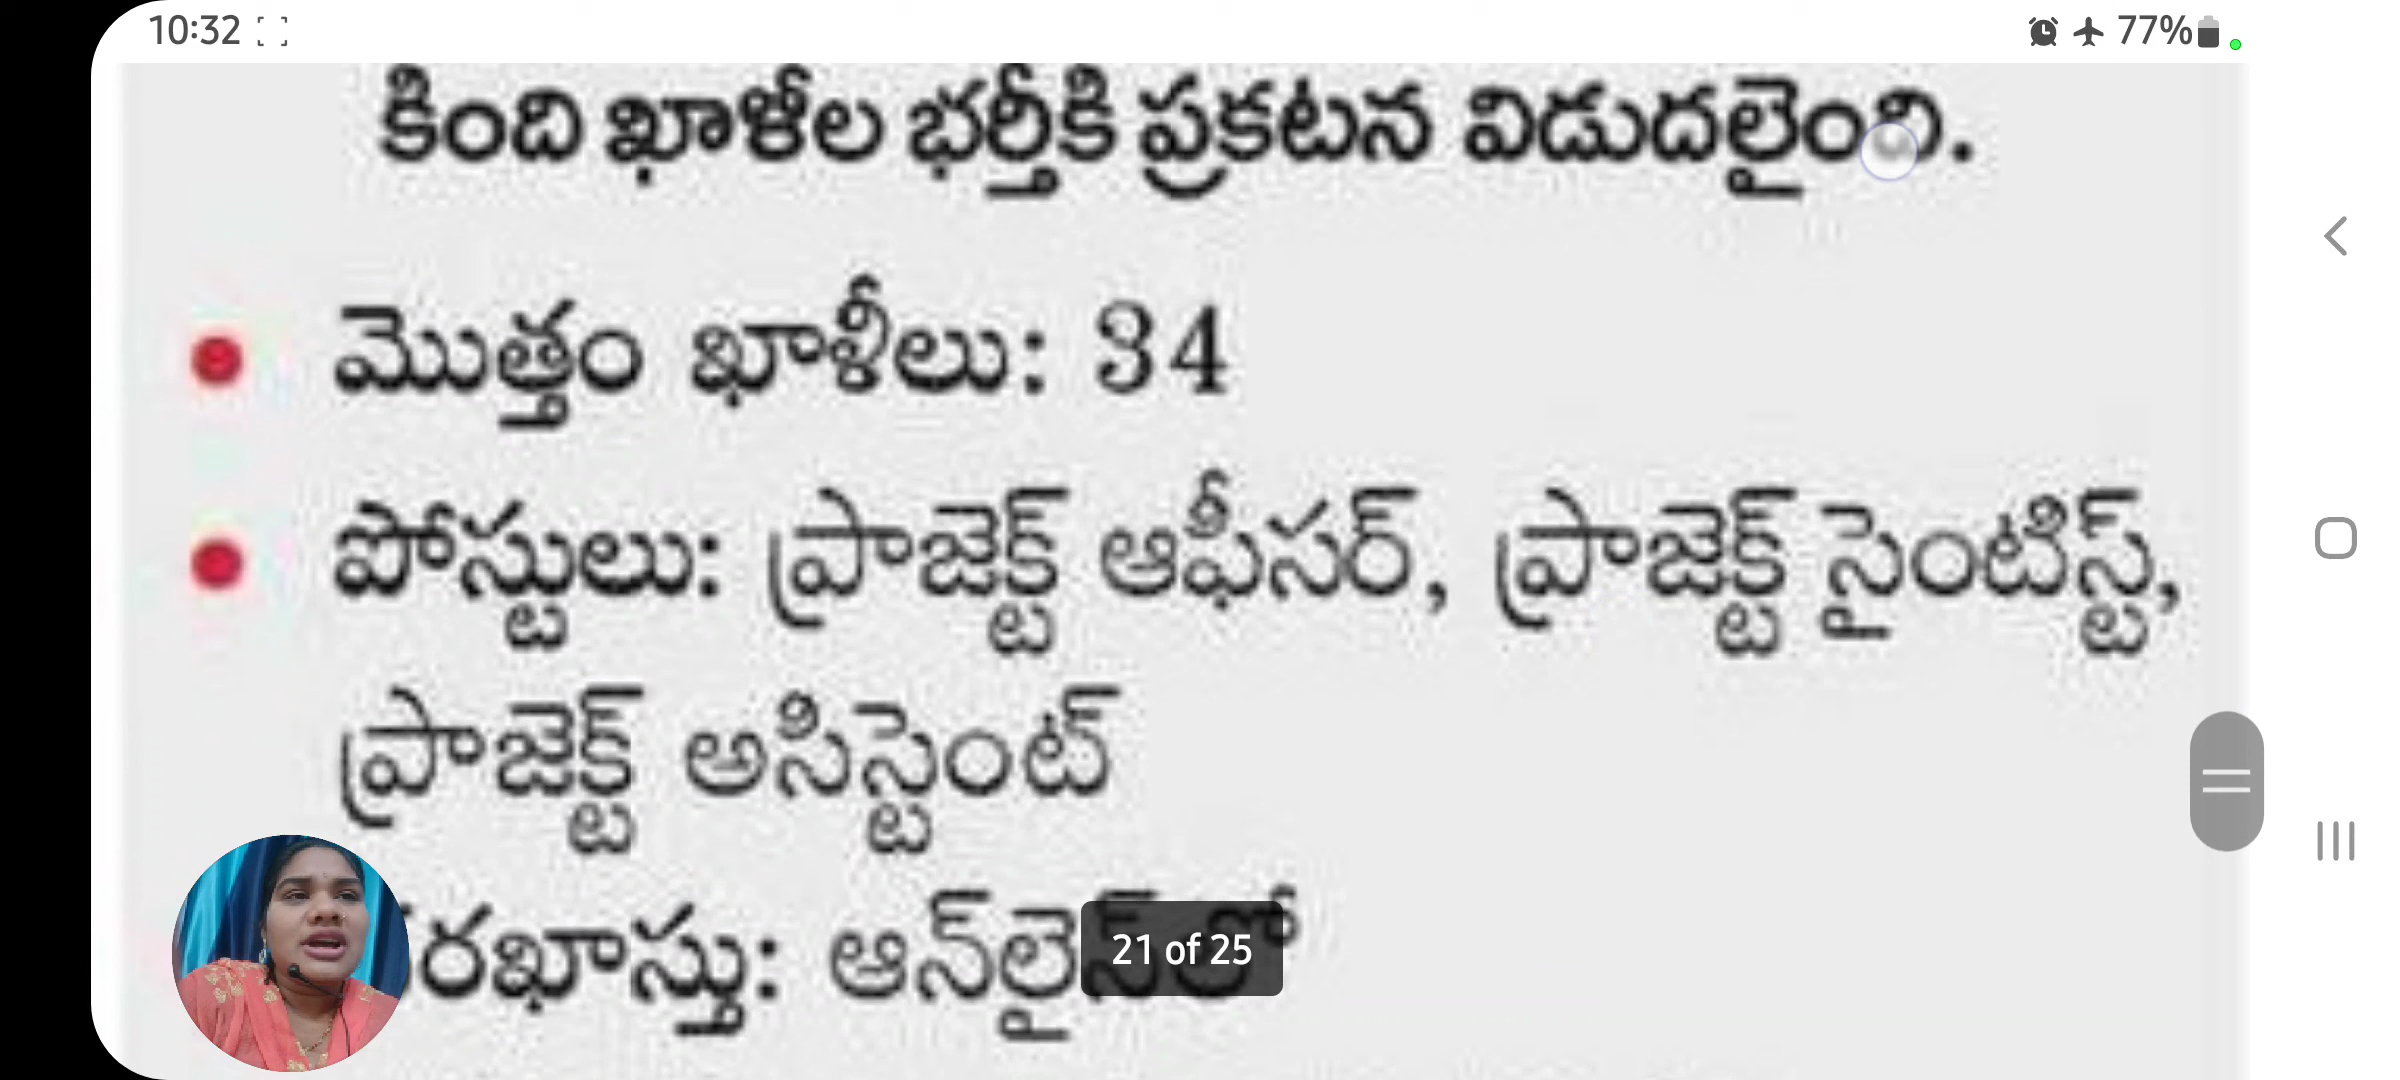 10:32
77%
కింది ఖాళీల భర్తీకి ప్రకటన విడుదలైంది.
మొత్తం ఖాళీలు: 34
పోస్టులు: ప్రాజెక్ట్ ఆఫీసర్, ప్రాజెక్ట్ సైంటిస్ట్,
ప్రాజెక్ట్ అసిస్టెంట్
రఖాస్తు: ఆన్‌లైన్‌లో
21 of 25